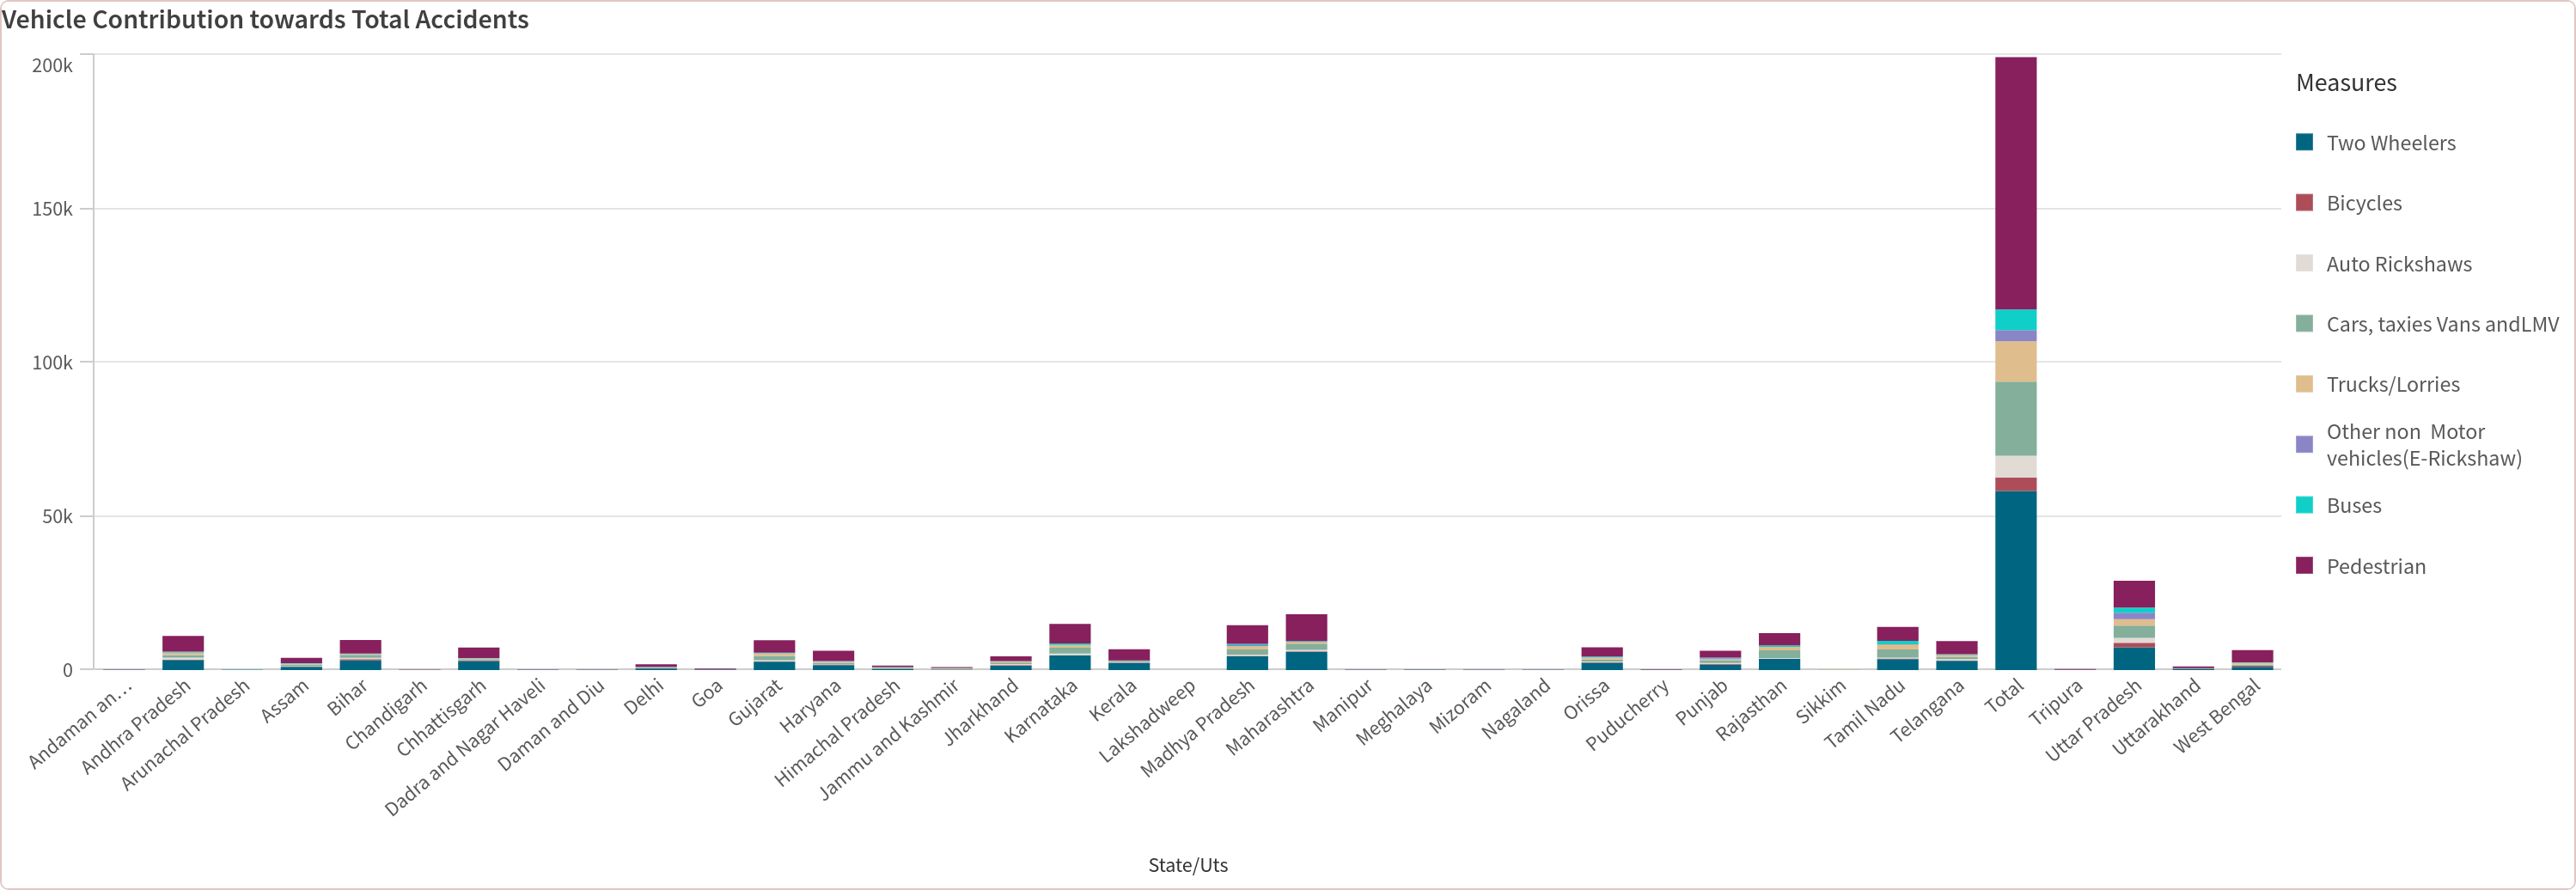 Vehicle Contribution towards Total Accidents
200k
150k
100k
50k
0
Andaman an...
Andhra Pradesh
Arunachal Pradesh
Assam
Bihar
Chandigarh
Chhattisgarh
Dadra and Nagar Haveli
Daman and Diu
Delhi
Goa
Gujarat
Haryana
Himachal Pradesh
Jammu and Kashmir
Jharkhand
Karnataka
Kerala
Lakshadweep
Madhya Pradesh
Maharashtra
Manipur
Meghalaya
Mizoram
Nagaland
Orissa
Puducherry
Punjab
Rajasthan
Sikkim
Tamil Nadu
Telangana
Total
Tripura
Uttar Pradesh
Uttarakhand
West Bengal
State/Uts
Measures
Two Wheelers
Bicycles
Auto Rickshaws
Cars, taxies Vans andLMV
Trucks/Lorries
Other non  Motor
vehicles(E-Rickshaw)
Buses
Pedestrian